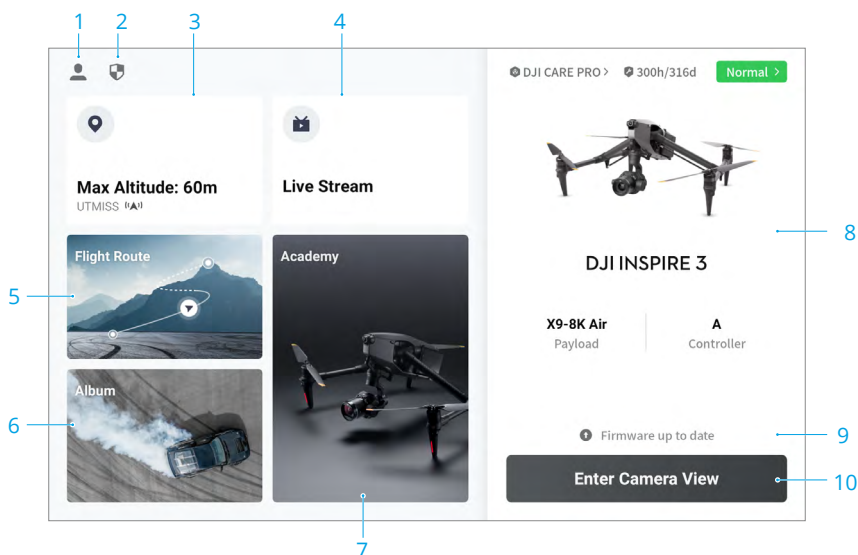 1
2
3
4
DJI CARE PRO >
300h/316d
Normal >
Max Altitude: 60m
UTMISS
Live Stream
Flight Route
Academy
Album
DJI INSPIRE 3
X9-8K Air
Payload
A
Controller
Firmware up to date
Enter Camera View
5
6
7
8
9
10